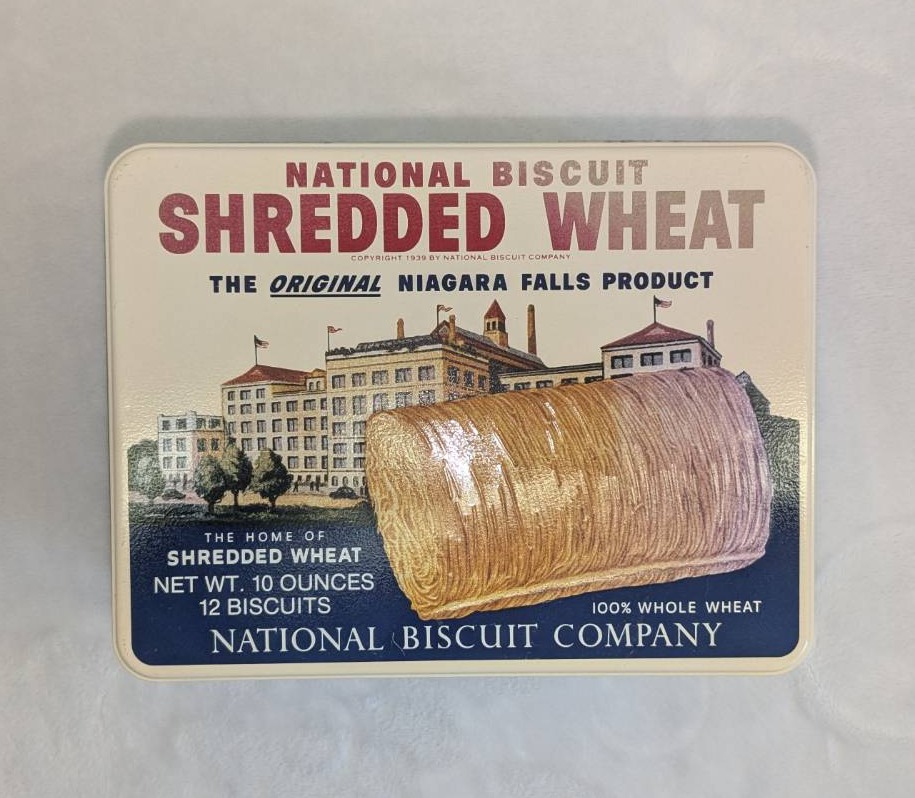 NATIONAL BISCUIT
SHREDDED WHEAT
COPYRIGHT 1939 BY NATIONAL BISCUIT COMPANY
THE ORIGINAL NIAGARA FALLS PRODUCT
THE HOME OF
SHREDDED WHEAT
NET WT. 10 OUNCES
12 BISCUITS
100% WHOLE WHEAT
NATIONAL BISCUIT COMPANY